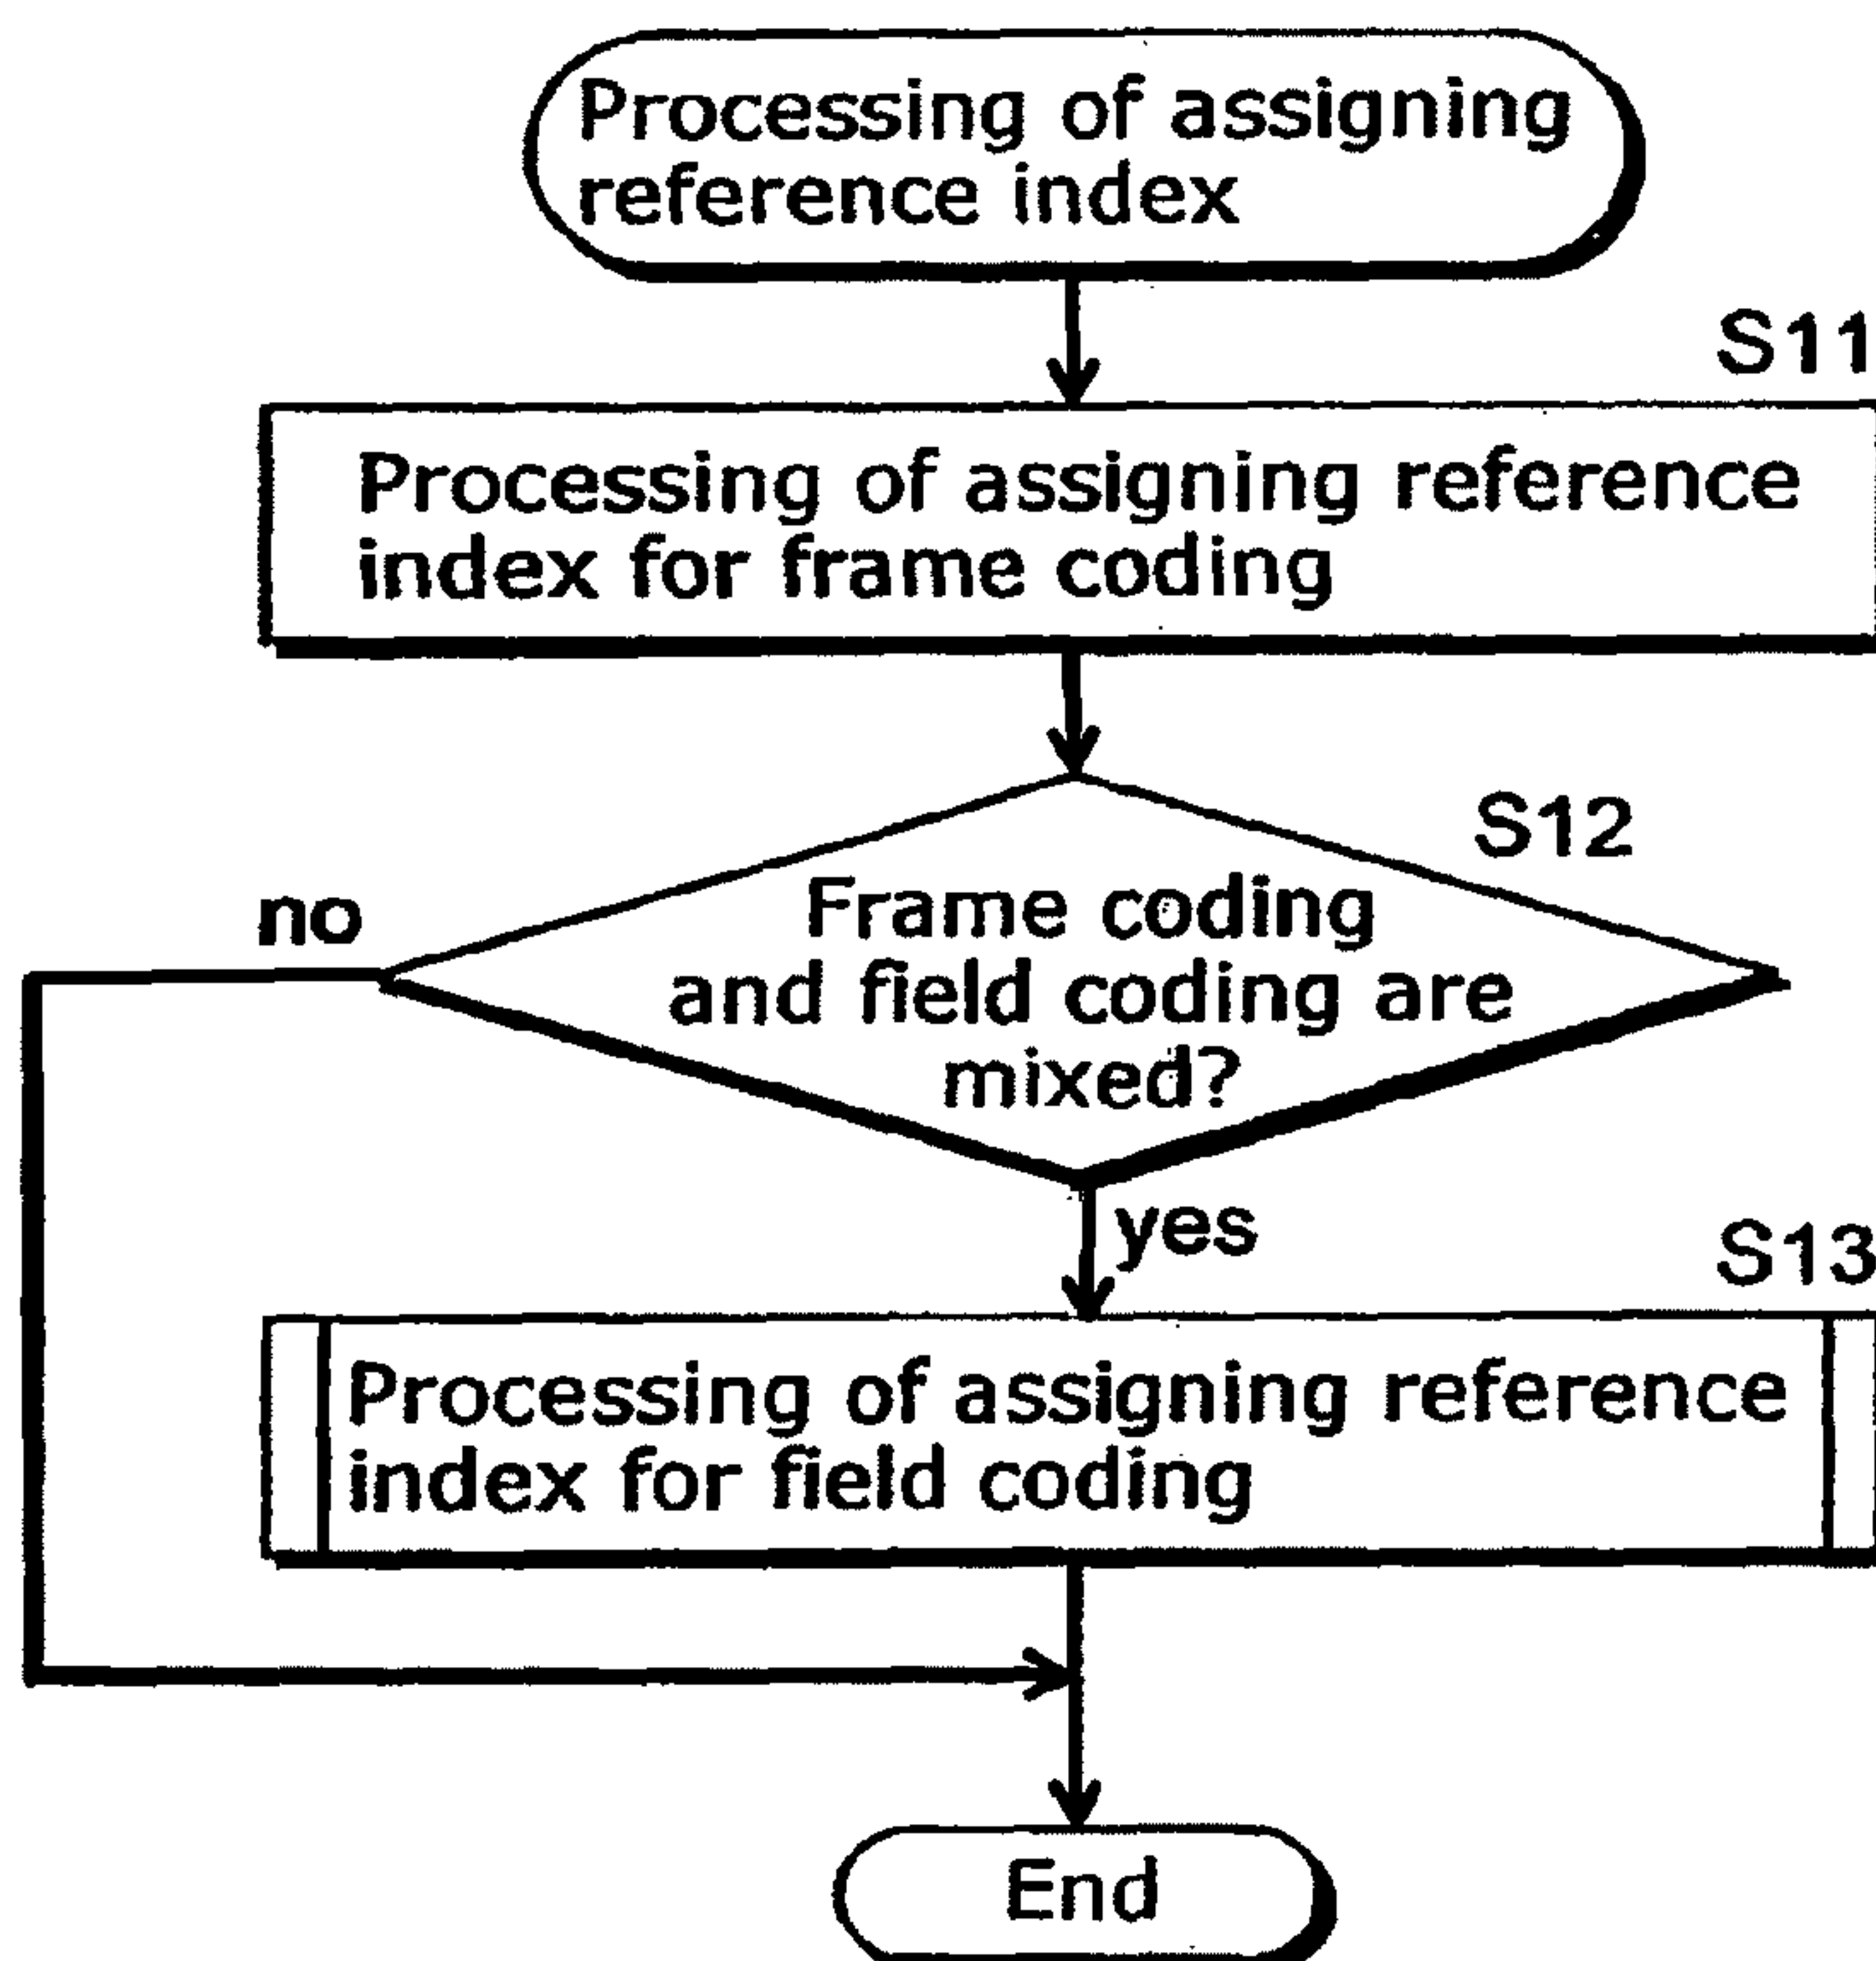 Processing of assigning
reference index
S11
Processing of assigning reference
index for frame coding
S12
no
Frame coding
and field coding are
mixed?
yes
S13
Processing of assigning reference
index for field coding
End